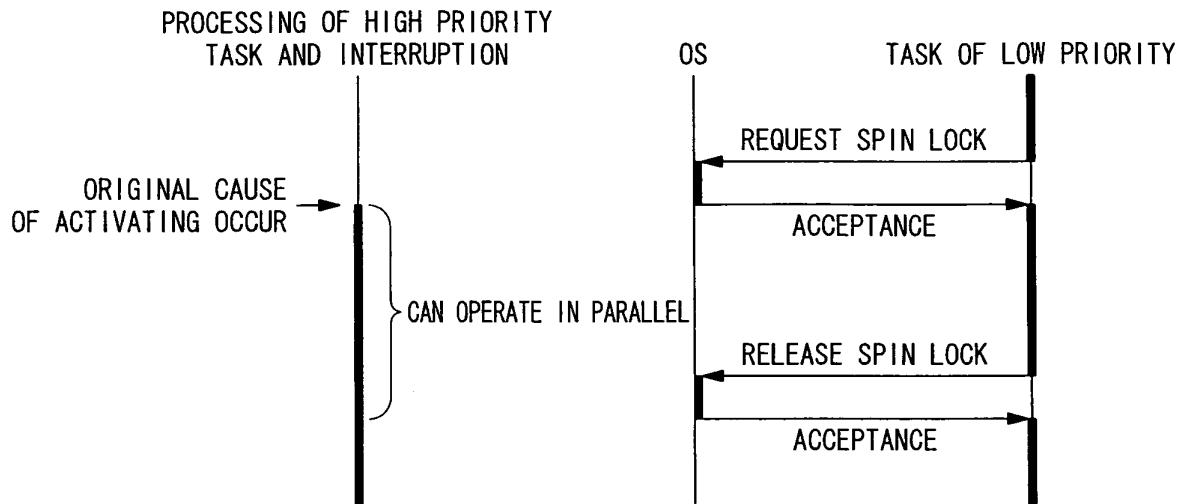 PROCESSING OF HIGH PRIORITY
TASK AND INTERRUPTION
OS
TASK OF LOW PRIORITY
REQUEST SPIN LOCK
ORIGINAL CAUSE
OF ACTIVATING OCCUR
ACCEPTANCE
CAN OPERATE IN PARALLEL
RELEASE SPIN LOCK
ACCEPTANCE